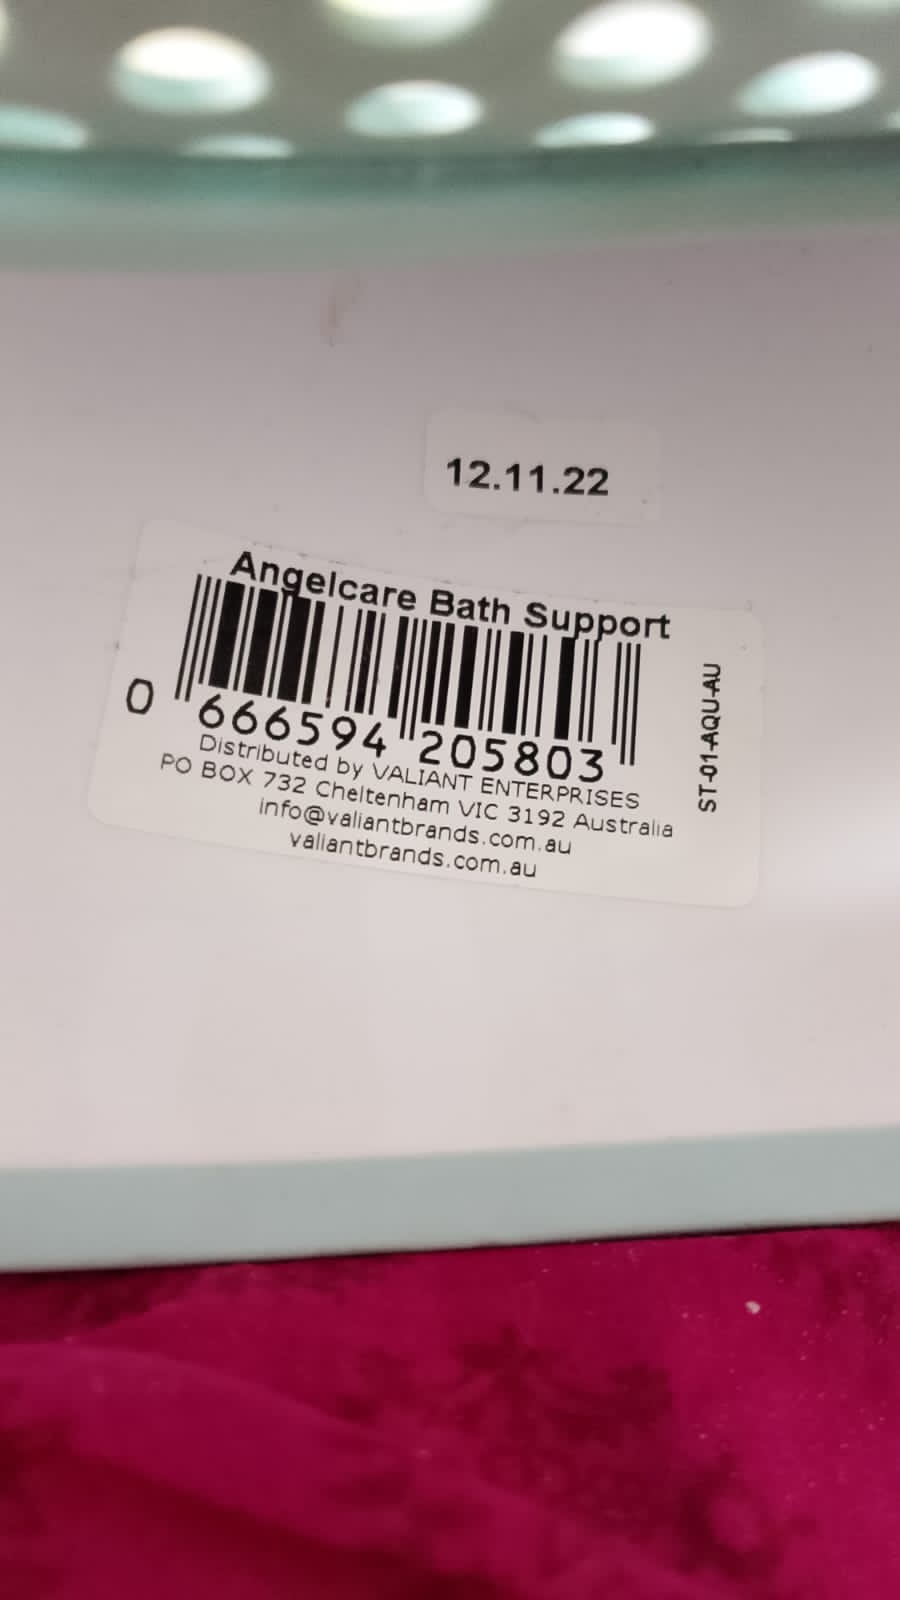 12.11.22
Angelcare Bath Support
0 666594 205803
Distributed by VALIANT ENTERPRISES
PO BOX 732 Cheltenham VIC 3192 Australia
info@valiantbrands.com.au
valiantbrands.com.au
ST-01-AQU-AU